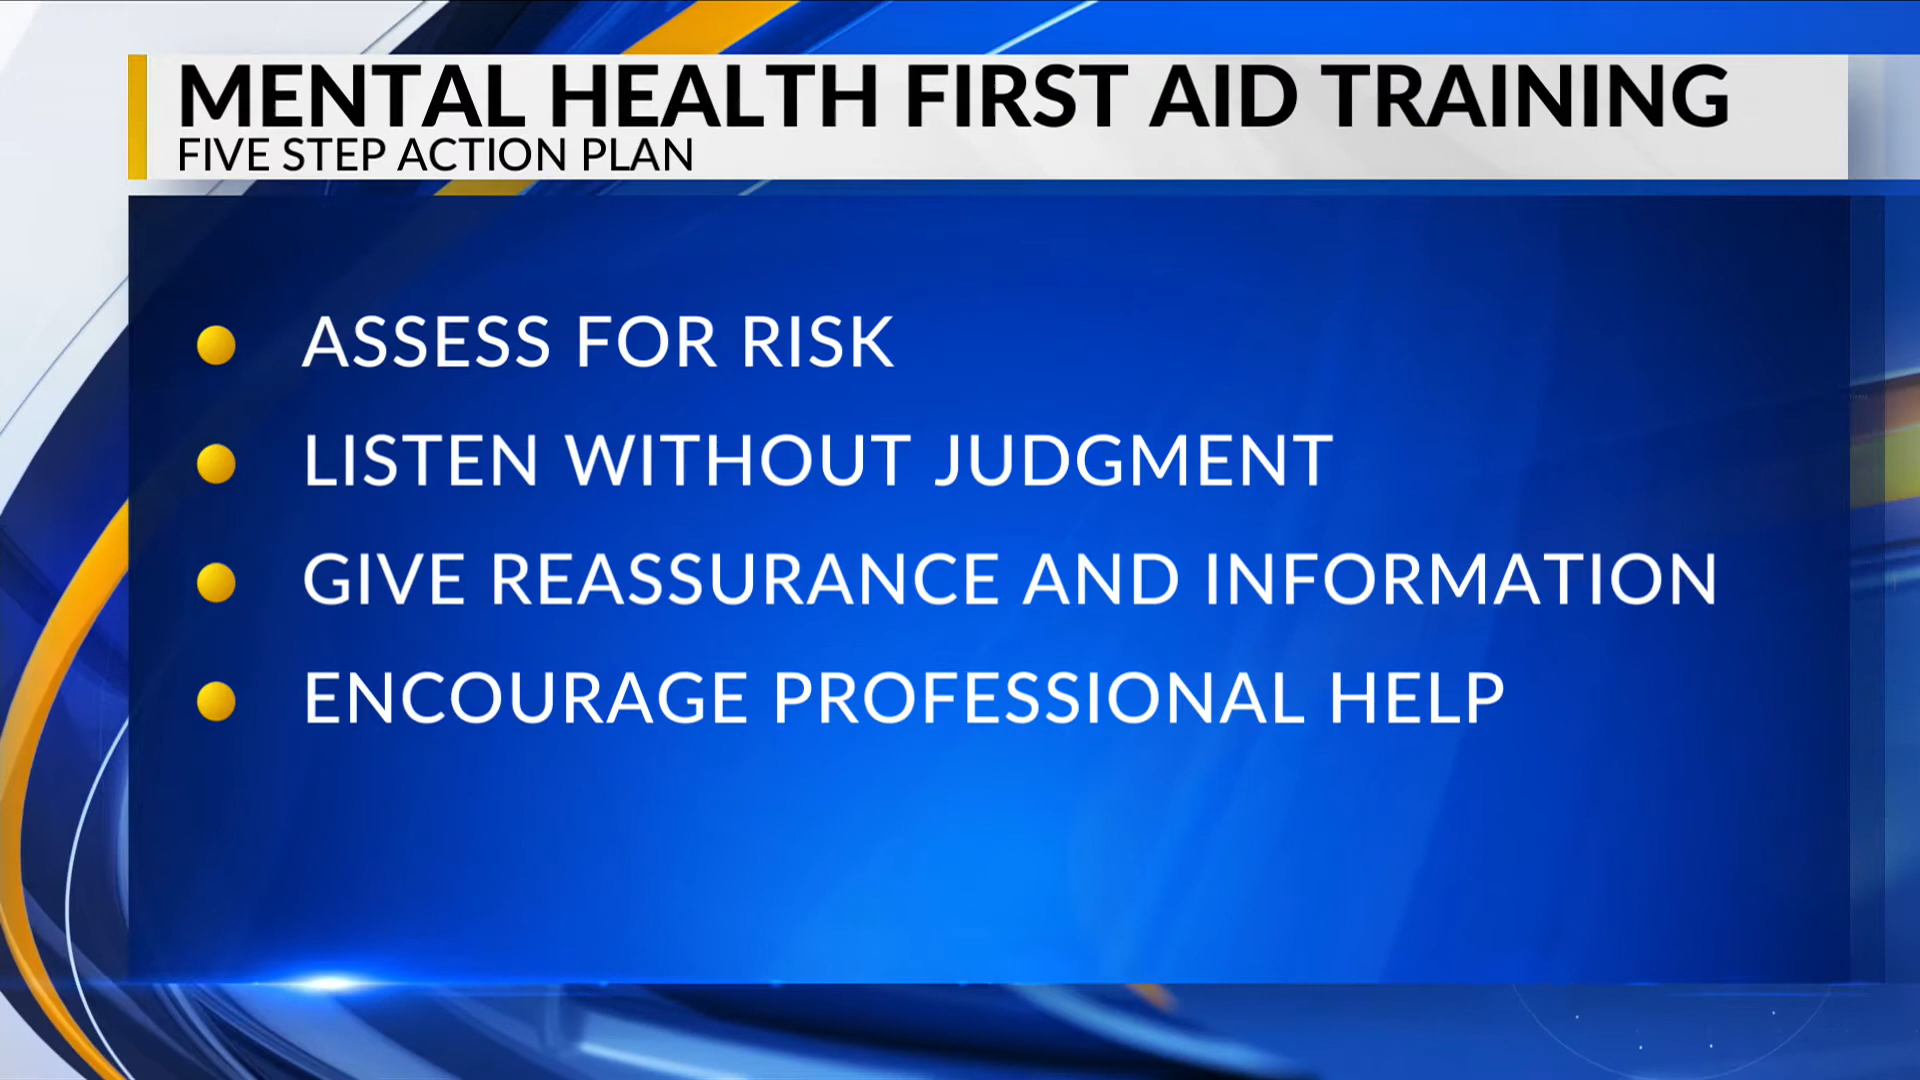 MENTAL HEALTH FIRST AID TRAINING
FIVE STEP ACTION PLAN
ASSESS FOR RISK
LISTEN WITHOUT JUDGMENT
GIVE REASSURANCE AND INFORMATION
ENCOURAGE PROFESSIONAL HELP